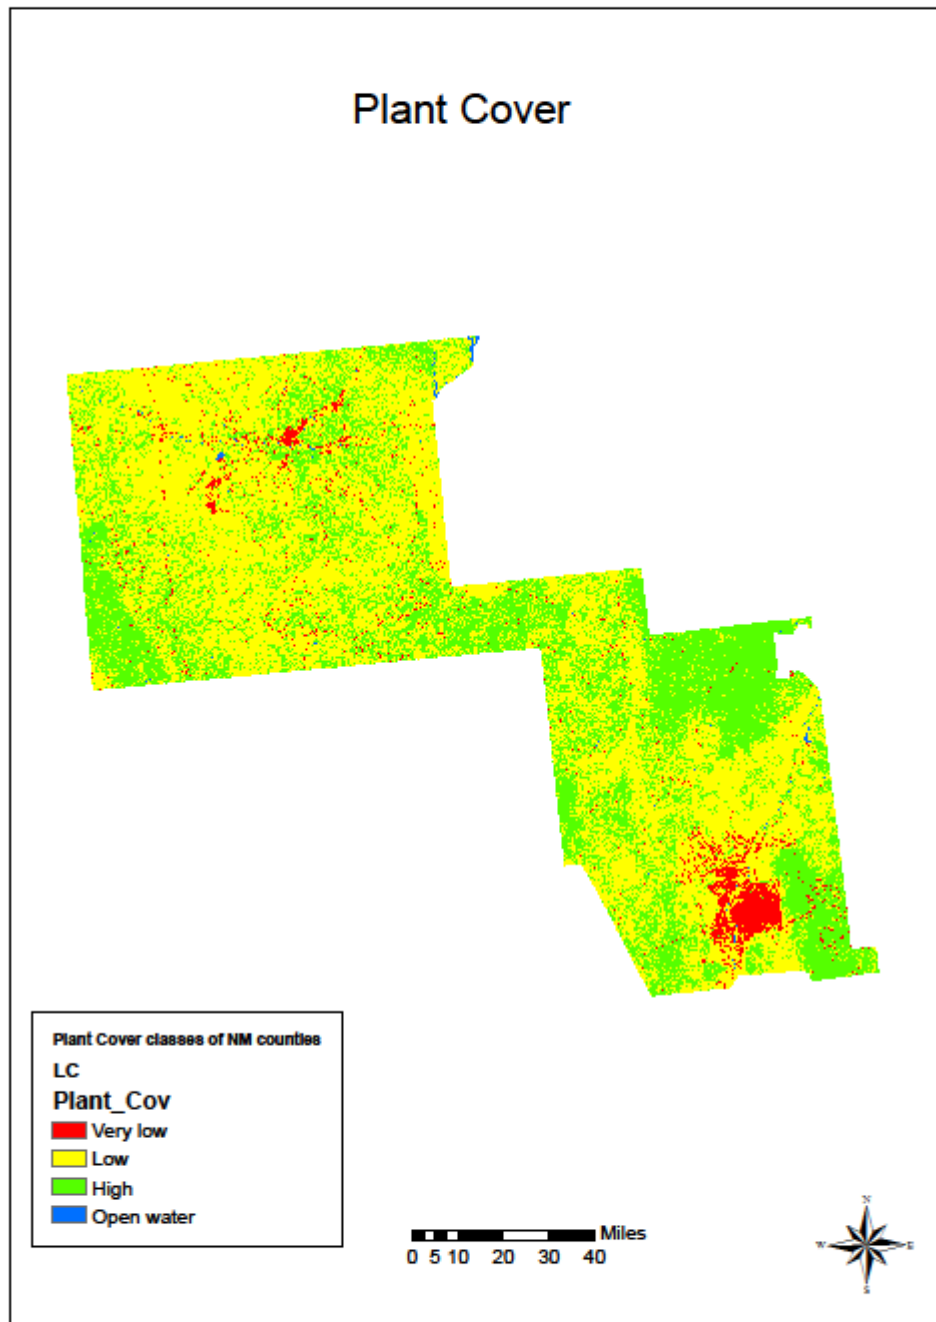 Plant Cover
Plant Cover classes of NM counties
LC
Plant_Cov
Very low
Low
High
Open water
Miles
0 5 10 20 30 40
N
W E
S